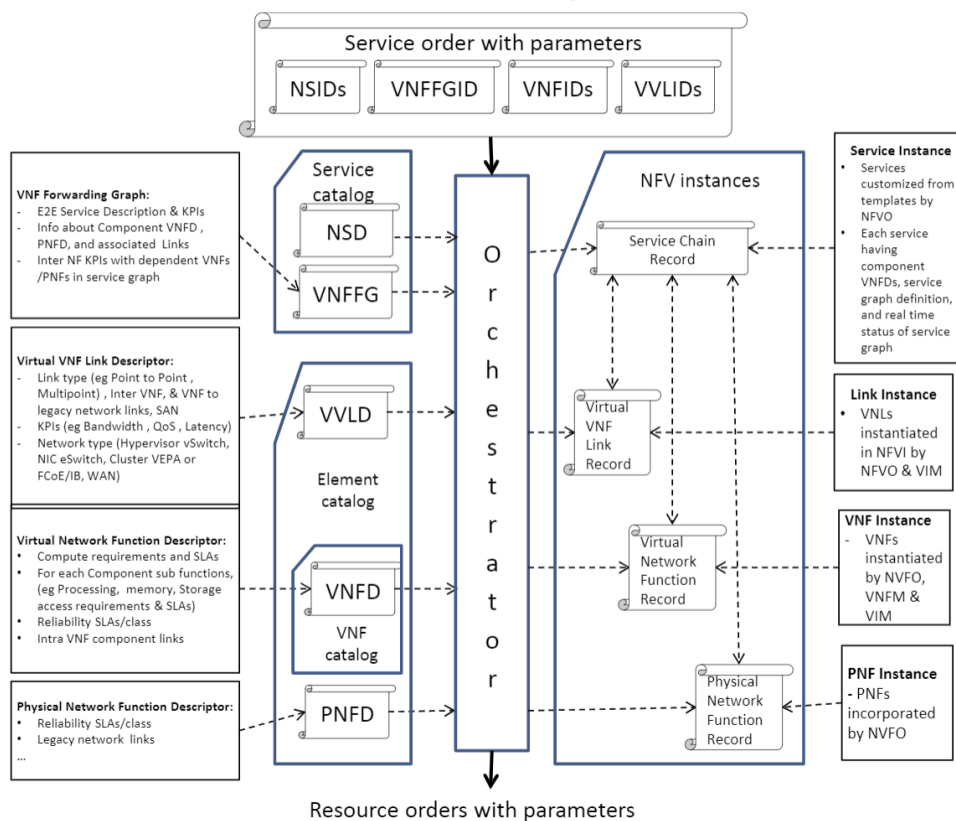 Service order with parameters
NSIDs
VNFFGID
VNFIDs
VVLIDs
VNF Forwarding Graph:
- E2E Service Description & KPIs
- Info about Component VNFD ,
PNFD, and associated Links
- Inter NF KPIs with dependent VNFs
/PNFs in service graph
Virtual VNF Link Descriptor:
- Link type (eg Point to Point ,
Multipoint) , Inter VNF, & VNF to
legacy network links, SAN
- KPIs (eg Bandwidth , QoS , Latency)
- Network type (Hypervisor vSwitch,
NIC eSwitch, Cluster VEPA or
FCoE/IB, WAN)
Virtual Network Function Descriptor:
• Compute requirements and SLAs
• For each Component sub functions,
(eg Processing, memory, Storage
access requirements & SLAs)
• Reliability SLAs/class
• Intra VNF component links
Physical Network Function Descriptor:
• Reliability SLAs/class
• Legacy network links
...
Service
catalog
NSD
VNFFG
VVLD
Element
catalog
VNFD
VNF
catalog
PNFD
Orchestrator
NFV instances
Service Chain
Record
Virtual
VNF
Link
Record
Virtual
Network
Function
Record
Physical
Network
Function
Record
Service Instance
• Services
customized from
templates by
NFVO
• Each service
having
component
VNFDs, service
graph definition,
and real time
status of service
graph
Link Instance
• VNLs
instantiated
in NFVI by
NFVO & VIM
VNF Instance
- VNFs
instantiated
by NVFO,
VNFM &
VIM
PNF Instance
- PNFs
incorporated
by NVFO
Resource orders with parameters